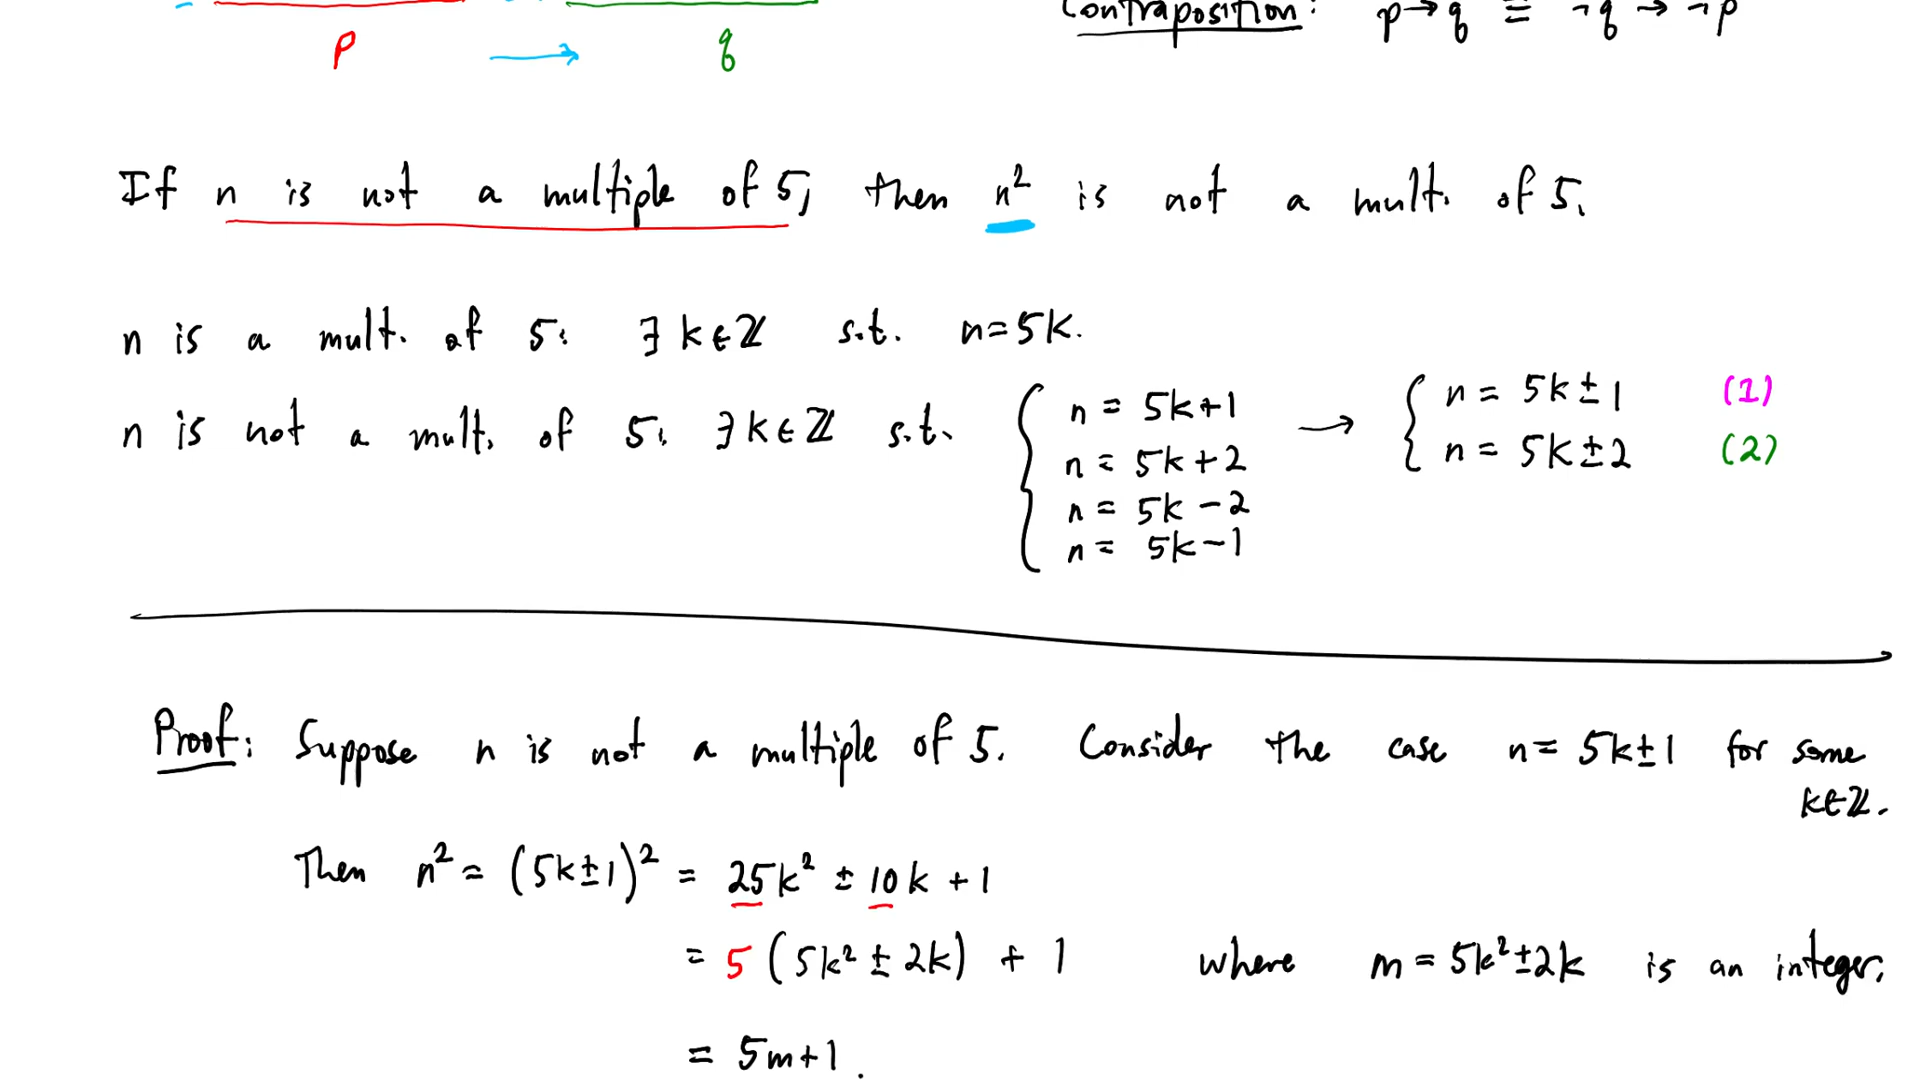 Contraposition: p→q ≡ ¬q → ¬p
p → q
If n is not a multiple of 5, then n² is not a mult. of 5.
n is a mult. of 5: ∃ k∈ℤ s.t. n=5k.
n is not a mult. of 5: ∃ k∈ℤ s.t. { n = 5k+1 → { n = 5k±1 (1)
n = 5k+2 n = 5k±2 (2)
n = 5k-2
n = 5k-1
Proof: Suppose n is not a multiple of 5. Consider the case n= 5k±1 for some
k∈ℤ.
Then n² = (5k±1)² = 25k² ± 10k + 1
= 5 (5k² ± 2k) + 1 where m = 5k²±2k is an integer.
= 5m+1.